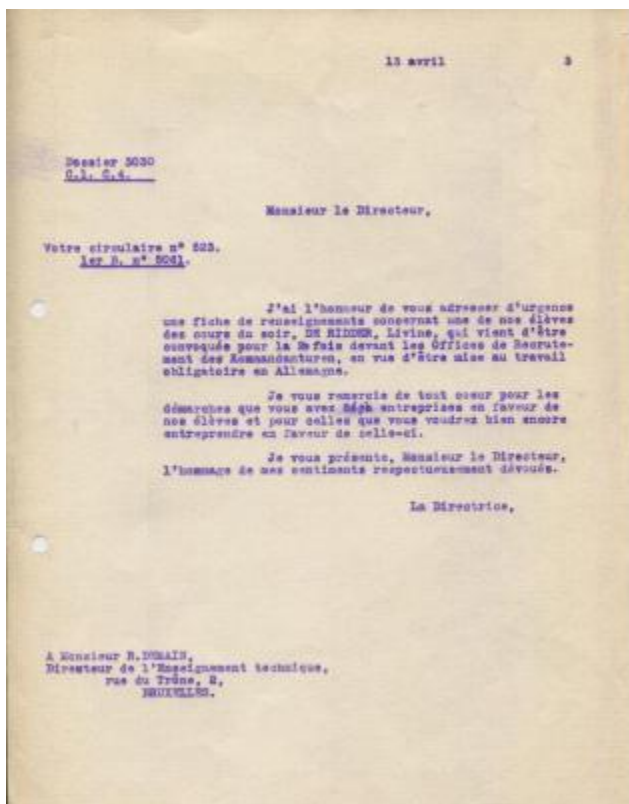 13 avril 3
Dossier 5030
C.1. C.4.
Monsieur le Directeur,
Votre circulaire n° 523.
1er B. n° 5041.
J'ai l'honneur de vous adresser d'urgence
une fiche de renseignements concernat une de nos élèves
des cours du soir, DE RIDDER, Livine, qui vient d'être
convoquée pour la 2e fois devant les Offices de Recrute-
ment des Kommandanturen, en vue d'être mise au travail
obligatoire en Allemagne.
Je vous remercie de tout coeur pour les
démarches que vous avez déjà entreprises en faveur de
nos élèves et pour celles que vous voudrez bien encore
entreprendre en faveur de celle-ci.
Je vous présente, Monsieur le Directeur,
l'hommage de mes sentiments respectueusement dévoués.
La Directrice,
A Monsieur R.DEMAIN,
Directeur de l'Enseignement technique,
rue du Trône, 2,
BRUXELLES.